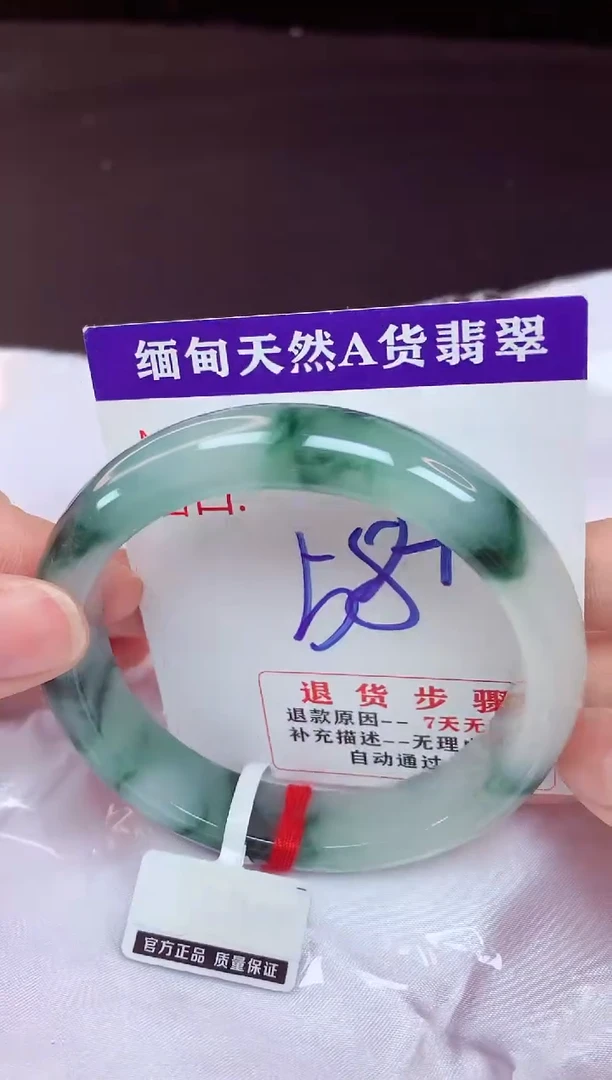 缅甸天然A货翡翠
587
退货步骤
退款原因--7天无
补充描述--无理
自动通过
官方正品 质量保证